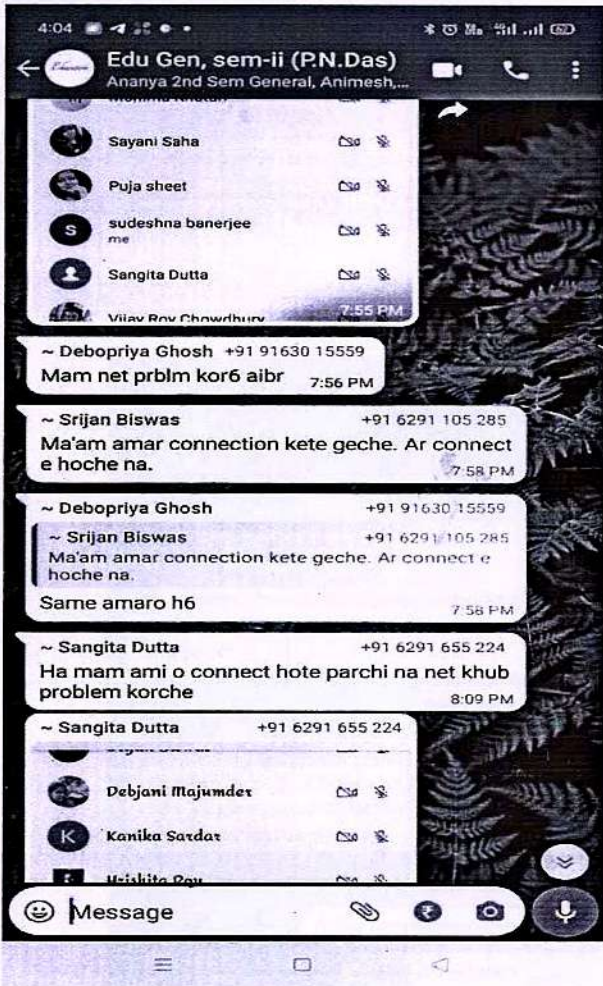 4:04
Edu Gen, sem-ii (P.N.Das)
Ananya 2nd Sem General, Animesh,...
Sayani Saha
Puja sheet
S sudeshna banerjee
me
Sangita Dutta
Vijay Roy Chowdhury
7:55 PM
~ Debopriya Ghosh +91 91630 15559
Mam net prblm kor6 aibr 7:56 PM
~ Srijan Biswas +91 6291 105 285
Ma'am amar connection kete geche. Ar connect
e hoche na.
7:58 PM
~ Debopriya Ghosh +91 91630 15559
~ Srijan Biswas +91 6291 105 285
Ma'am amar connection kete geche. Ar connect e
hoche na.
Same amaro h6
7:58 PM
~ Sangita Dutta +91 6291 655 224
Ha mam ami o connect hote parchi na net khub
problem korche
8:09 PM
~ Sangita Dutta +91 6291 655 224
Debjani Majumder
K Kanika Sardar
Message